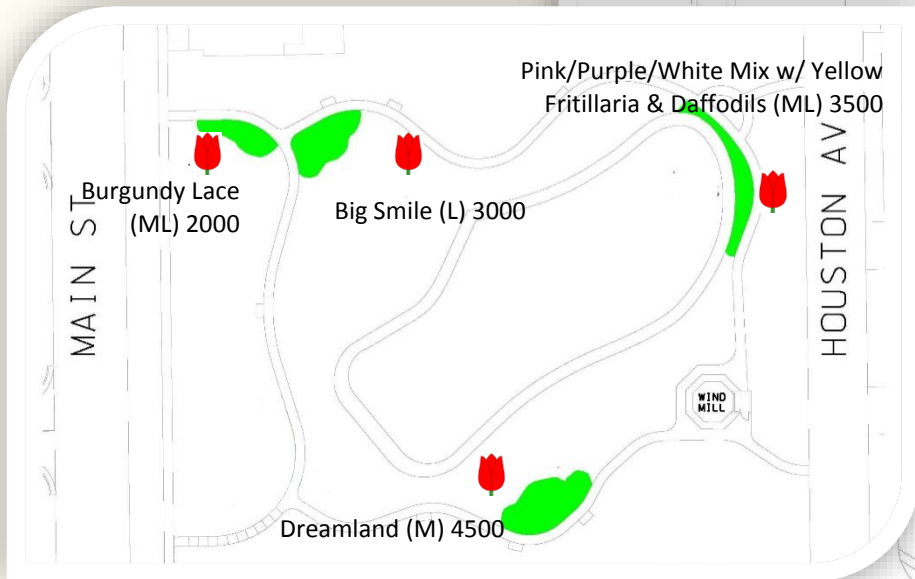 Pink/Purple/White Mix w/ Yellow
Fritillaria & Daffodils (ML) 3500
Burgundy Lace
(ML) 2000
Big Smile (L) 3000
MAIN ST
HOUSTON AV
WIND
MILL
Dreamland (M) 4500